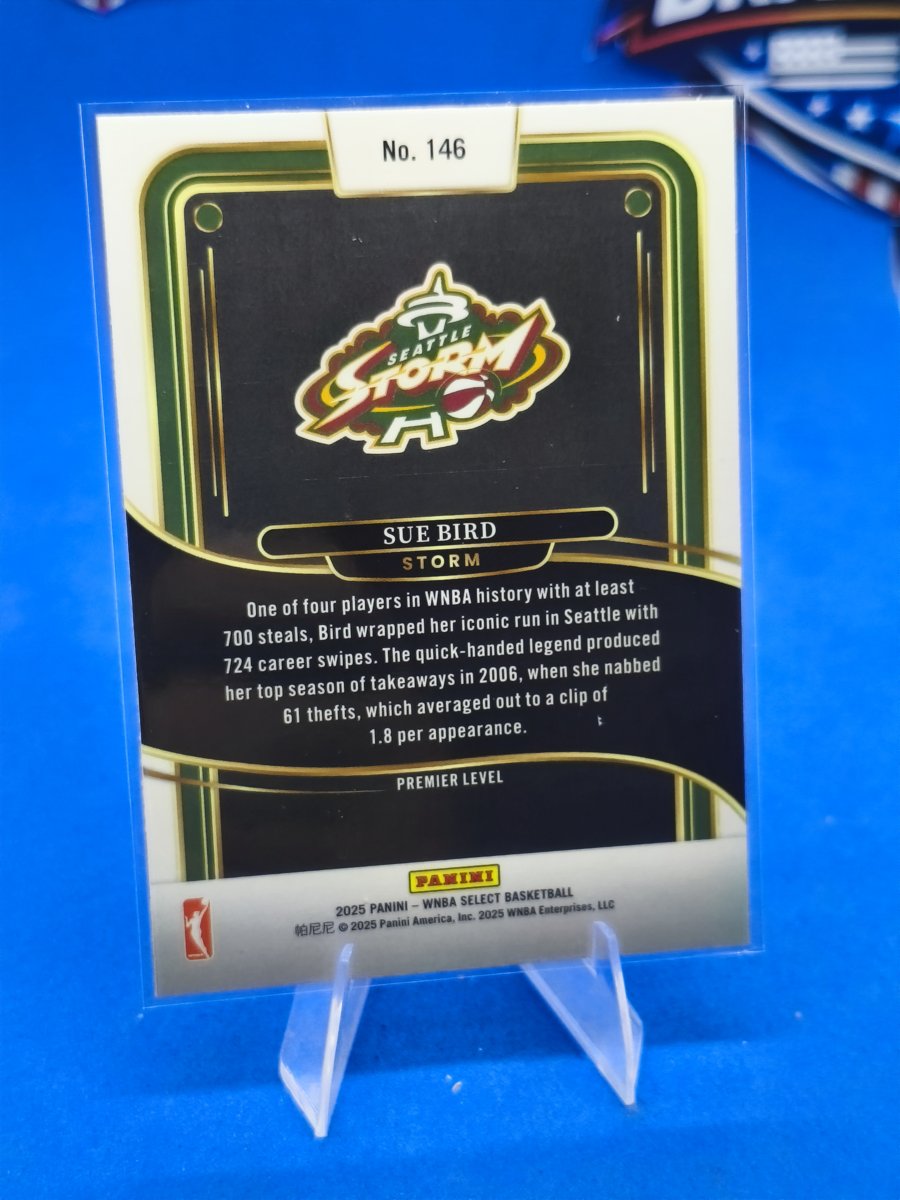 No. 146
SEATTLE
STORM
SUE BIRD
STORM
One of four players in WNBA history with at least
700 steals, Bird wrapped her iconic run in Seattle with
724 career swipes. The quick-handed legend produced
her top season of takeaways in 2006, when she nabbed
61 thefts, which averaged out to a clip of
1.8 per appearance.
PREMIER LEVEL
PANINI
2025 PANINI – WNBA SELECT BASKETBALL
帕尼尼 © 2025 Panini America, Inc. 2025 WNBA Enterprises, LLC